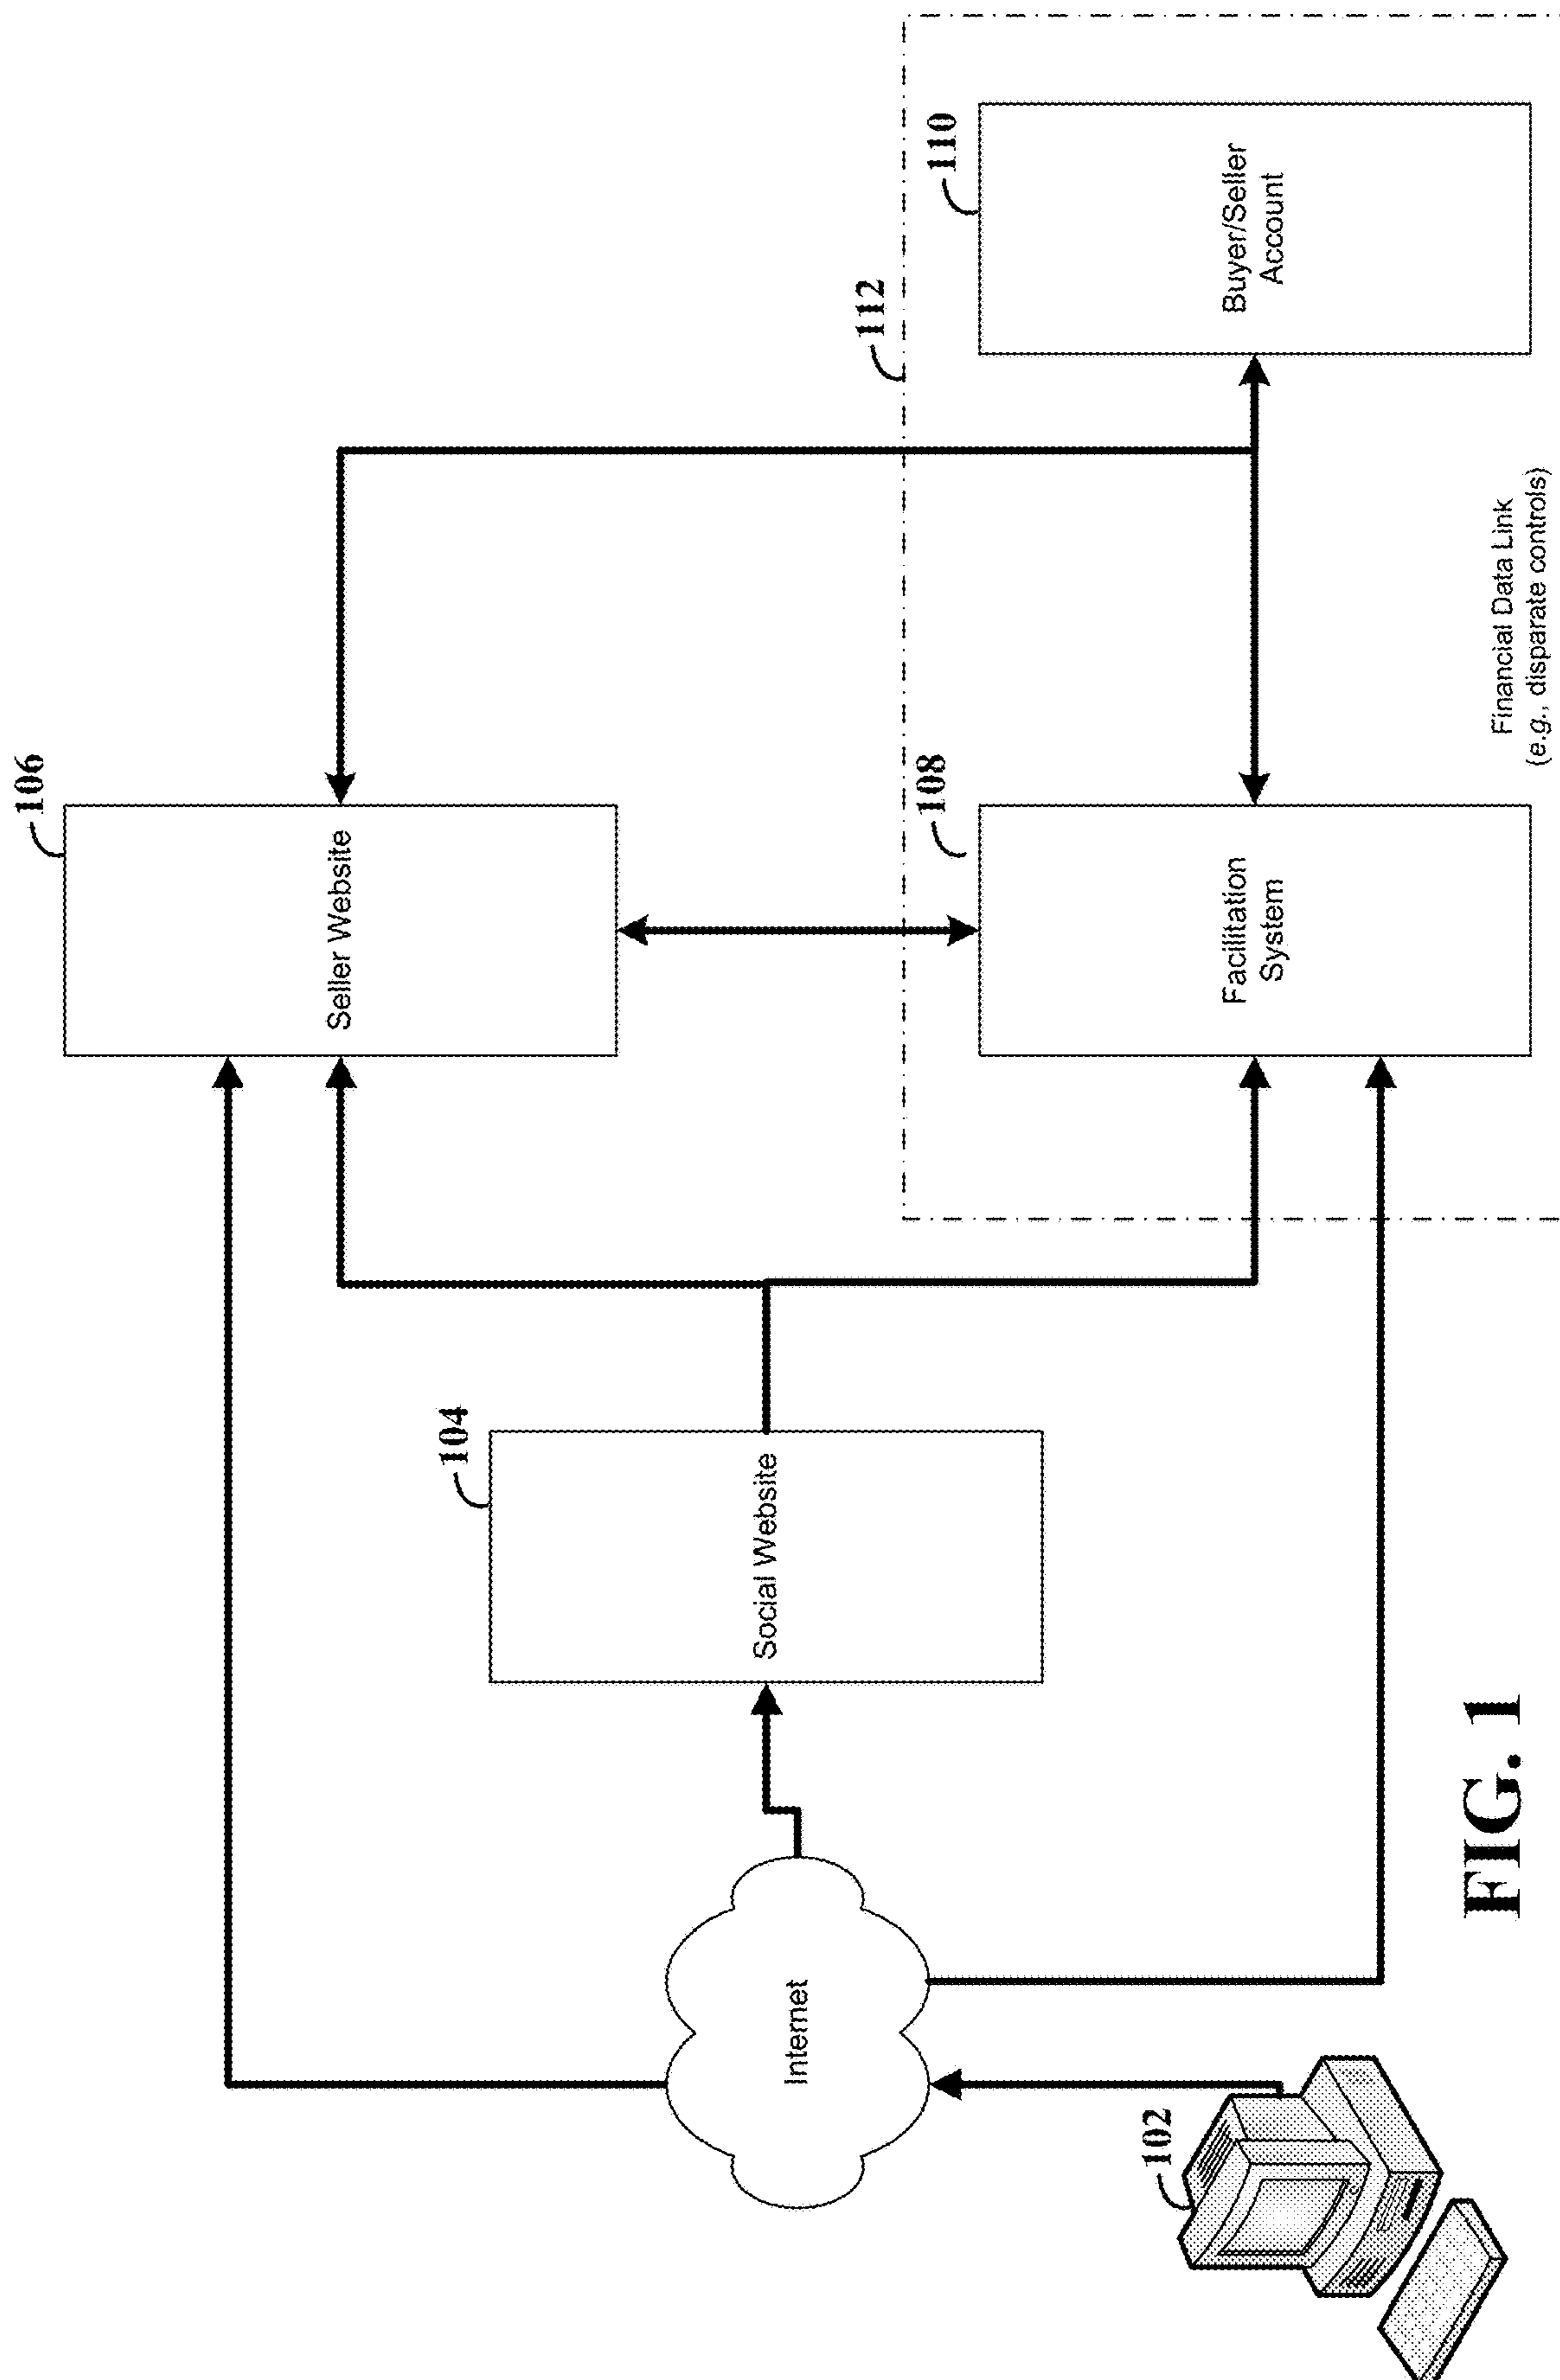 102
Internet
104
Social Website
106
Seller Website
108
Facilitation
System
110
Buyer/Seller
Account
112
Financial Data Link
(e.g., disparate controls)
FIG. 1